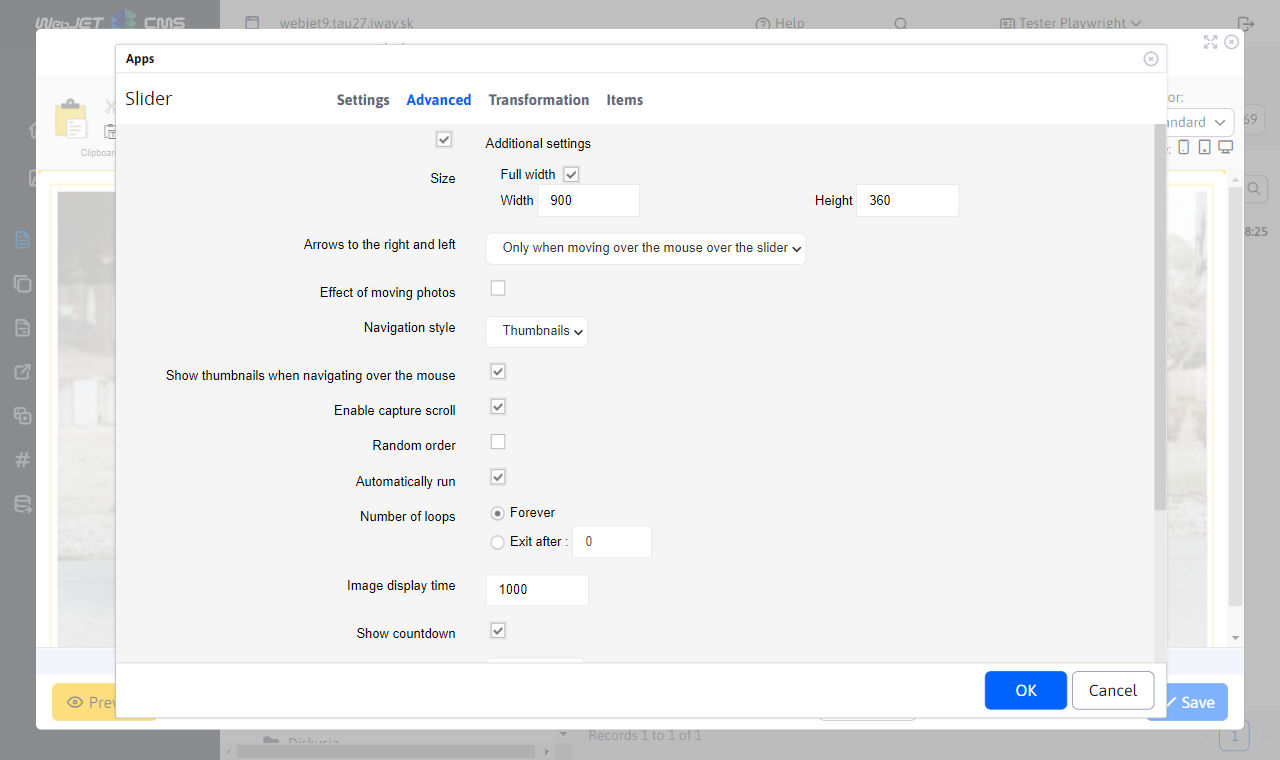 WebJET CMS
webjet9.tau27.iway.sk
Help
Tester Playwright
Apps
Slider
Settings
Advanced
Transformation
Items
or:
ndard
69
Clipboar
8:25
Additional settings
Size
Full width
Width
900
Height
360
Arrows to the right and left
Only when moving over the mouse over the slider
Effect of moving photos
Navigation style
Thumbnails
Show thumbnails when navigating over the mouse
Enable capture scroll
Random order
Automatically run
Number of loops
Forever
Exit after :
0
Image display time
1000
Show countdown
OK
Cancel
Prev
Save
Diskusia
Records 1 to 1 of 1
1